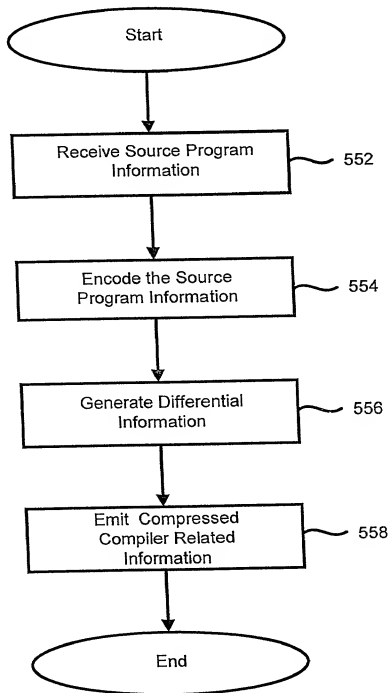 Start
Receive Source Program
Information
552
Encode the Source
Program Information
554
Generate Differential
Information
556
Emit Compressed
Compiler Related
Information
558
End